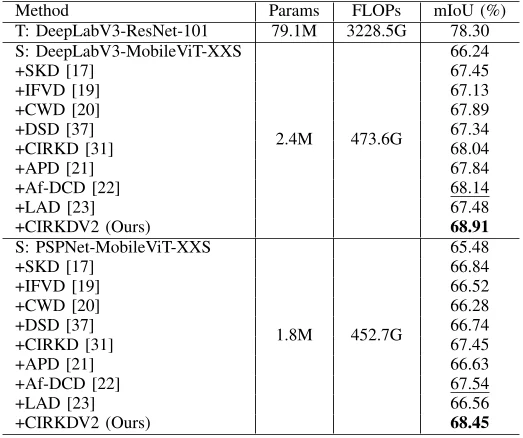 Method Params FLOPs mIoU (%)
T: DeepLabV3-ResNet-101 79.1M 3228.5G 78.30
S: DeepLabV3-MobileViT-XXS 66.24
+SKD [17] 67.45
+IFVD [19] 67.13
+CWD [20] 67.89
+DSD [37] 67.34
2.4M 473.6G
+CIRKD [31] 68.04
+APD [21] 67.84
+Af-DCD [22] 68.14
+LAD [23] 67.48
+CIRKDV2 (Ours) 68.91
S: PSPNet-MobileViT-XXS 65.48
+SKD [17] 66.84
+IFVD [19] 66.52
+CWD [20] 66.28
+DSD [37] 66.74
1.8M 452.7G
+CIRKD [31] 67.45
+APD [21] 66.63
+Af-DCD [22] 67.54
+LAD [23] 66.56
+CIRKDV2 (Ours) 68.45